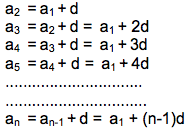 a₂ = a₁ + d
a₃ = a₂ + d = a₁ + 2d
a₄ = a₃ + d = a₁ + 3d
a₅ = a₄ + d = a₁ + 4d
.................................
..................................
aₙ = aₙ₋₁ + d = a₁ + (n-1)d